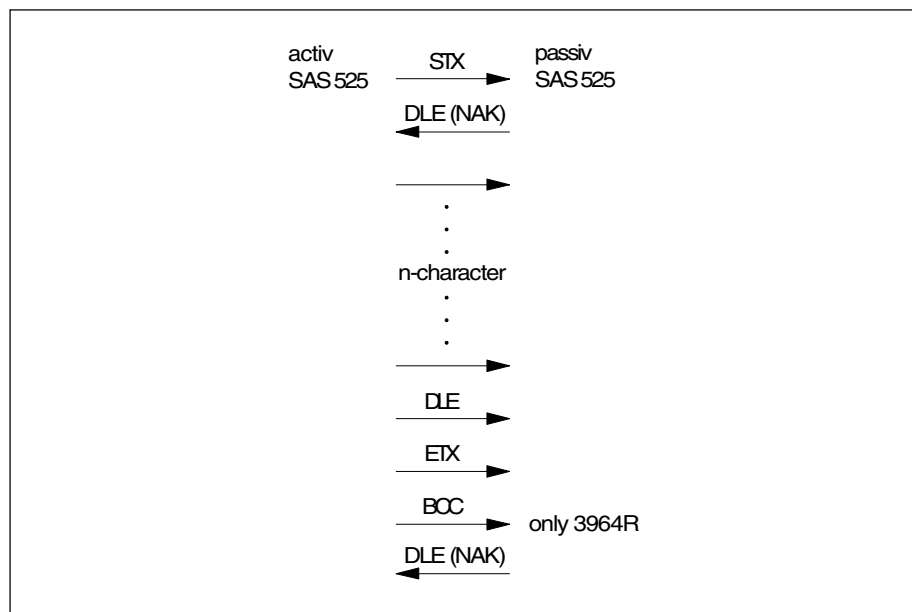 activ
SAS 525
STX
passiv
SAS 525
DLE (NAK)
n-character
DLE
ETX
BCC
only 3964R
DLE (NAK)